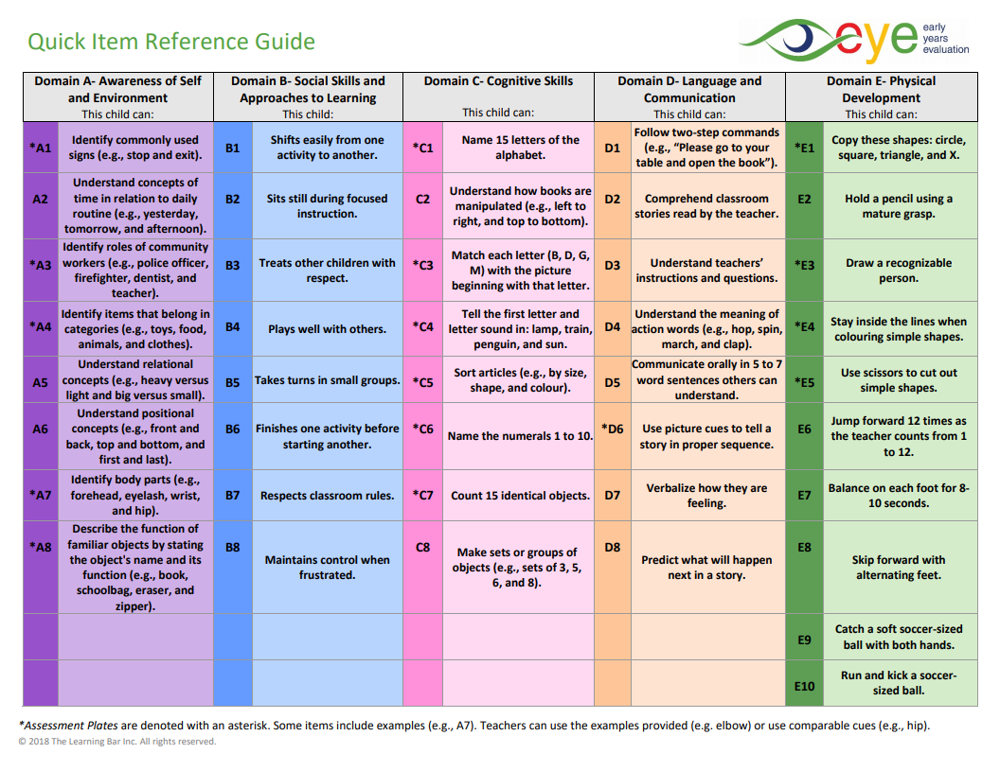 Quick Item Reference Guide
eye
early
years
evaluation
Domain A- Awareness of Self
and Environment
This child can:
Domain B- Social Skills and
Approaches to Learning
This child:
Domain C- Cognitive Skills
This child can:
Domain D- Language and
Communication
This child can:
Domain E- Physical
Development
This child can:
*A1
Identify commonly used
signs (e.g., stop and exit).
B1
Shifts easily from one
activity to another.
*C1
Name 15 letters of the
alphabet.
D1
Follow two-step commands
(e.g., “Please go to your
table and open the book”).
*E1
Copy these shapes: circle,
square, triangle, and X.
A2
Understand concepts of
time in relation to daily
routine (e.g., yesterday,
tomorrow, and afternoon).
B2
Sits still during focused
instruction.
C2
Understand how books are
manipulated (e.g., left to
right, and top to bottom).
D2
Comprehend classroom
stories read by the teacher.
E2
Hold a pencil using a
mature grasp.
*A3
Identify roles of community
workers (e.g., police officer,
firefighter, dentist, and
teacher).
B3
Treats other children with
respect.
*C3
Match each letter (B, D, G,
M) with the picture
beginning with that letter.
D3
Understand teachers’
instructions and questions.
*E3
Draw a recognizable
person.
*A4
Identify items that belong in
categories (e.g., toys, food,
animals, and clothes).
B4
Plays well with others.
*C4
Tell the first letter and
letter sound in: lamp, train,
penguin, and sun.
D4
Understand the meaning of
action words (e.g., hop, spin,
march, and clap).
*E4
Stay inside the lines when
colouring simple shapes.
A5
Understand relational
concepts (e.g., heavy versus
light and big versus small).
B5
Takes turns in small groups.
*C5
Sort articles (e.g., by size,
shape, and colour).
D5
Communicate orally in 5 to 7
word sentences others can
understand.
*E5
Use scissors to cut out
simple shapes.
A6
Understand positional
concepts (e.g., front and
back, top and bottom, and
first and last).
B6
Finishes one activity before
starting another.
*C6
Name the numerals 1 to 10.
*D6
Use picture cues to tell a
story in proper sequence.
E6
Jump forward 12 times as
the teacher counts from 1
to 12.
*A7
Identify body parts (e.g.,
forehead, eyelash, wrist,
and hip).
B7
Respects classroom rules.
*C7
Count 15 identical objects.
D7
Verbalize how they are
feeling.
E7
Balance on each foot for 8-
10 seconds.
*A8
Describe the function of
familiar objects by stating
the object's name and its
function (e.g., book,
schoolbag, eraser, and
zipper).
B8
Maintains control when
frustrated.
C8
Make sets or groups of
objects (e.g., sets of 3, 5,
6, and 8).
D8
Predict what will happen
next in a story.
E8
Skip forward with
alternating feet.
E9
Catch a soft soccer-sized
ball with both hands.
E10
Run and kick a soccer-
sized ball.
*Assessment Plates are denoted with an asterisk. Some items include examples (e.g., A7). Teachers can use the examples provided (e.g. elbow) or use comparable cues (e.g., hip).
© 2018 The Learning Bar Inc. All rights reserved.